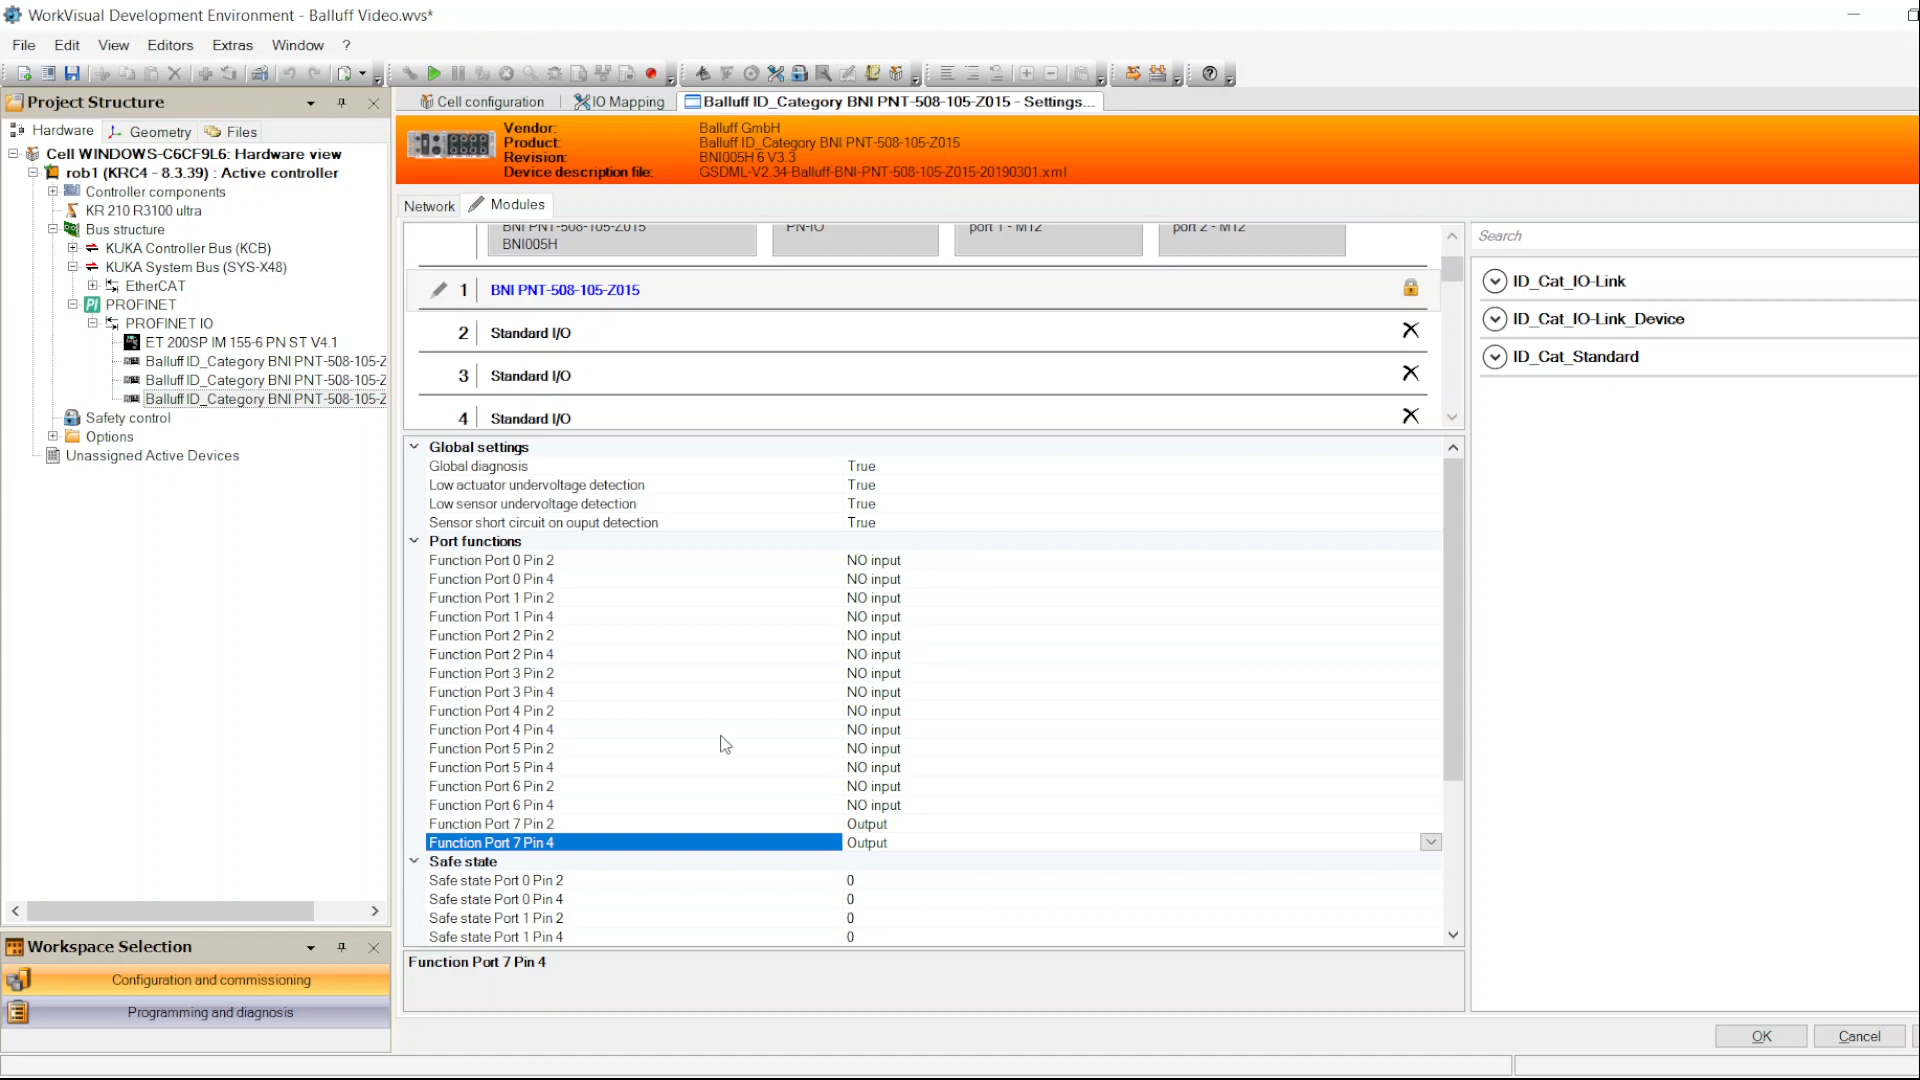 WorkVisual Development Environment - Balluff Video.wvs*
File Edit View Editors Extras Window ?
Project Structure
Hardware Geometry Files
Cell WINDOWS-C6CF9L6: Hardware view
rob1 (KRC4 - 8.3.39) : Active controller
Controller components
KR 210 R3100 ultra
Bus structure
KUKA Controller Bus (KCB)
KUKA System Bus (SYS-X48)
EtherCAT
PROFINET
PROFINET IO
ET 200SP IM 155-6 PN ST V4.1
Balluff ID_Category BNI PNT-508-105-Z
Balluff ID_Category BNI PNT-508-105-Z
Balluff ID_Category BNI PNT-508-105-Z
Safety control
Options
Unassigned Active Devices
Workspace Selection
Configuration and commissioning
Programming and diagnosis
Cell configuration IO Mapping Balluff ID_Category BNI PNT-508-105-Z015 - Settings...
Vendor: Balluff GmbH
Product: Balluff ID_Category BNI PNT-508-105-Z015
Revision: BNI005H 6 V3.3
Device description file: GSDML-V2.34-Balluff-BNI-PNT-508-105-Z015-20190301.xml
Network Modules
BNI PNT-508-105-Z015 PN-IO port 1 - M12 port 2 - M12
BNI005H
1 BNI PNT-508-105-Z015
2 Standard I/O
3 Standard I/O
4 Standard I/O
Global settings
Global diagnosis True
Low actuator undervoltage detection True
Low sensor undervoltage detection True
Sensor short circuit on ouput detection True
Port functions
Function Port 0 Pin 2 NO input
Function Port 0 Pin 4 NO input
Function Port 1 Pin 2 NO input
Function Port 1 Pin 4 NO input
Function Port 2 Pin 2 NO input
Function Port 2 Pin 4 NO input
Function Port 3 Pin 2 NO input
Function Port 3 Pin 4 NO input
Function Port 4 Pin 2 NO input
Function Port 4 Pin 4 NO input
Function Port 5 Pin 2 NO input
Function Port 5 Pin 4 NO input
Function Port 6 Pin 2 NO input
Function Port 6 Pin 4 NO input
Function Port 7 Pin 2 Output
Function Port 7 Pin 4 Output
Safe state
Safe state Port 0 Pin 2 0
Safe state Port 0 Pin 4 0
Safe state Port 1 Pin 2 0
Safe state Port 1 Pin 4 0
Function Port 7 Pin 4
Search
ID_Cat_IO-Link
ID_Cat_IO-Link_Device
ID_Cat_Standard
OK Cancel